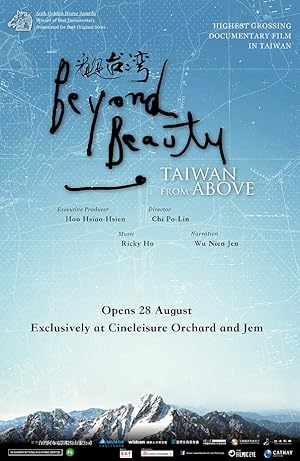 50th Golden Horse Awards
Winner of Best Documentary
Nominated for Best Original Score
HIGHEST GROSSING
DOCUMENTARY FILM
IN TAIWAN
看見台灣
Beyond
Beauty
TAIWAN
FROM ABOVE
Executive Producer
Hou Hsiao-Hsien
Director
Chi Po-Lin
Music
Ricky Ho
Narration
Wu Nien-Jen
Opens 28 August
Exclusively at Cineleisure Orchard and Jem
wistron
CATHAY